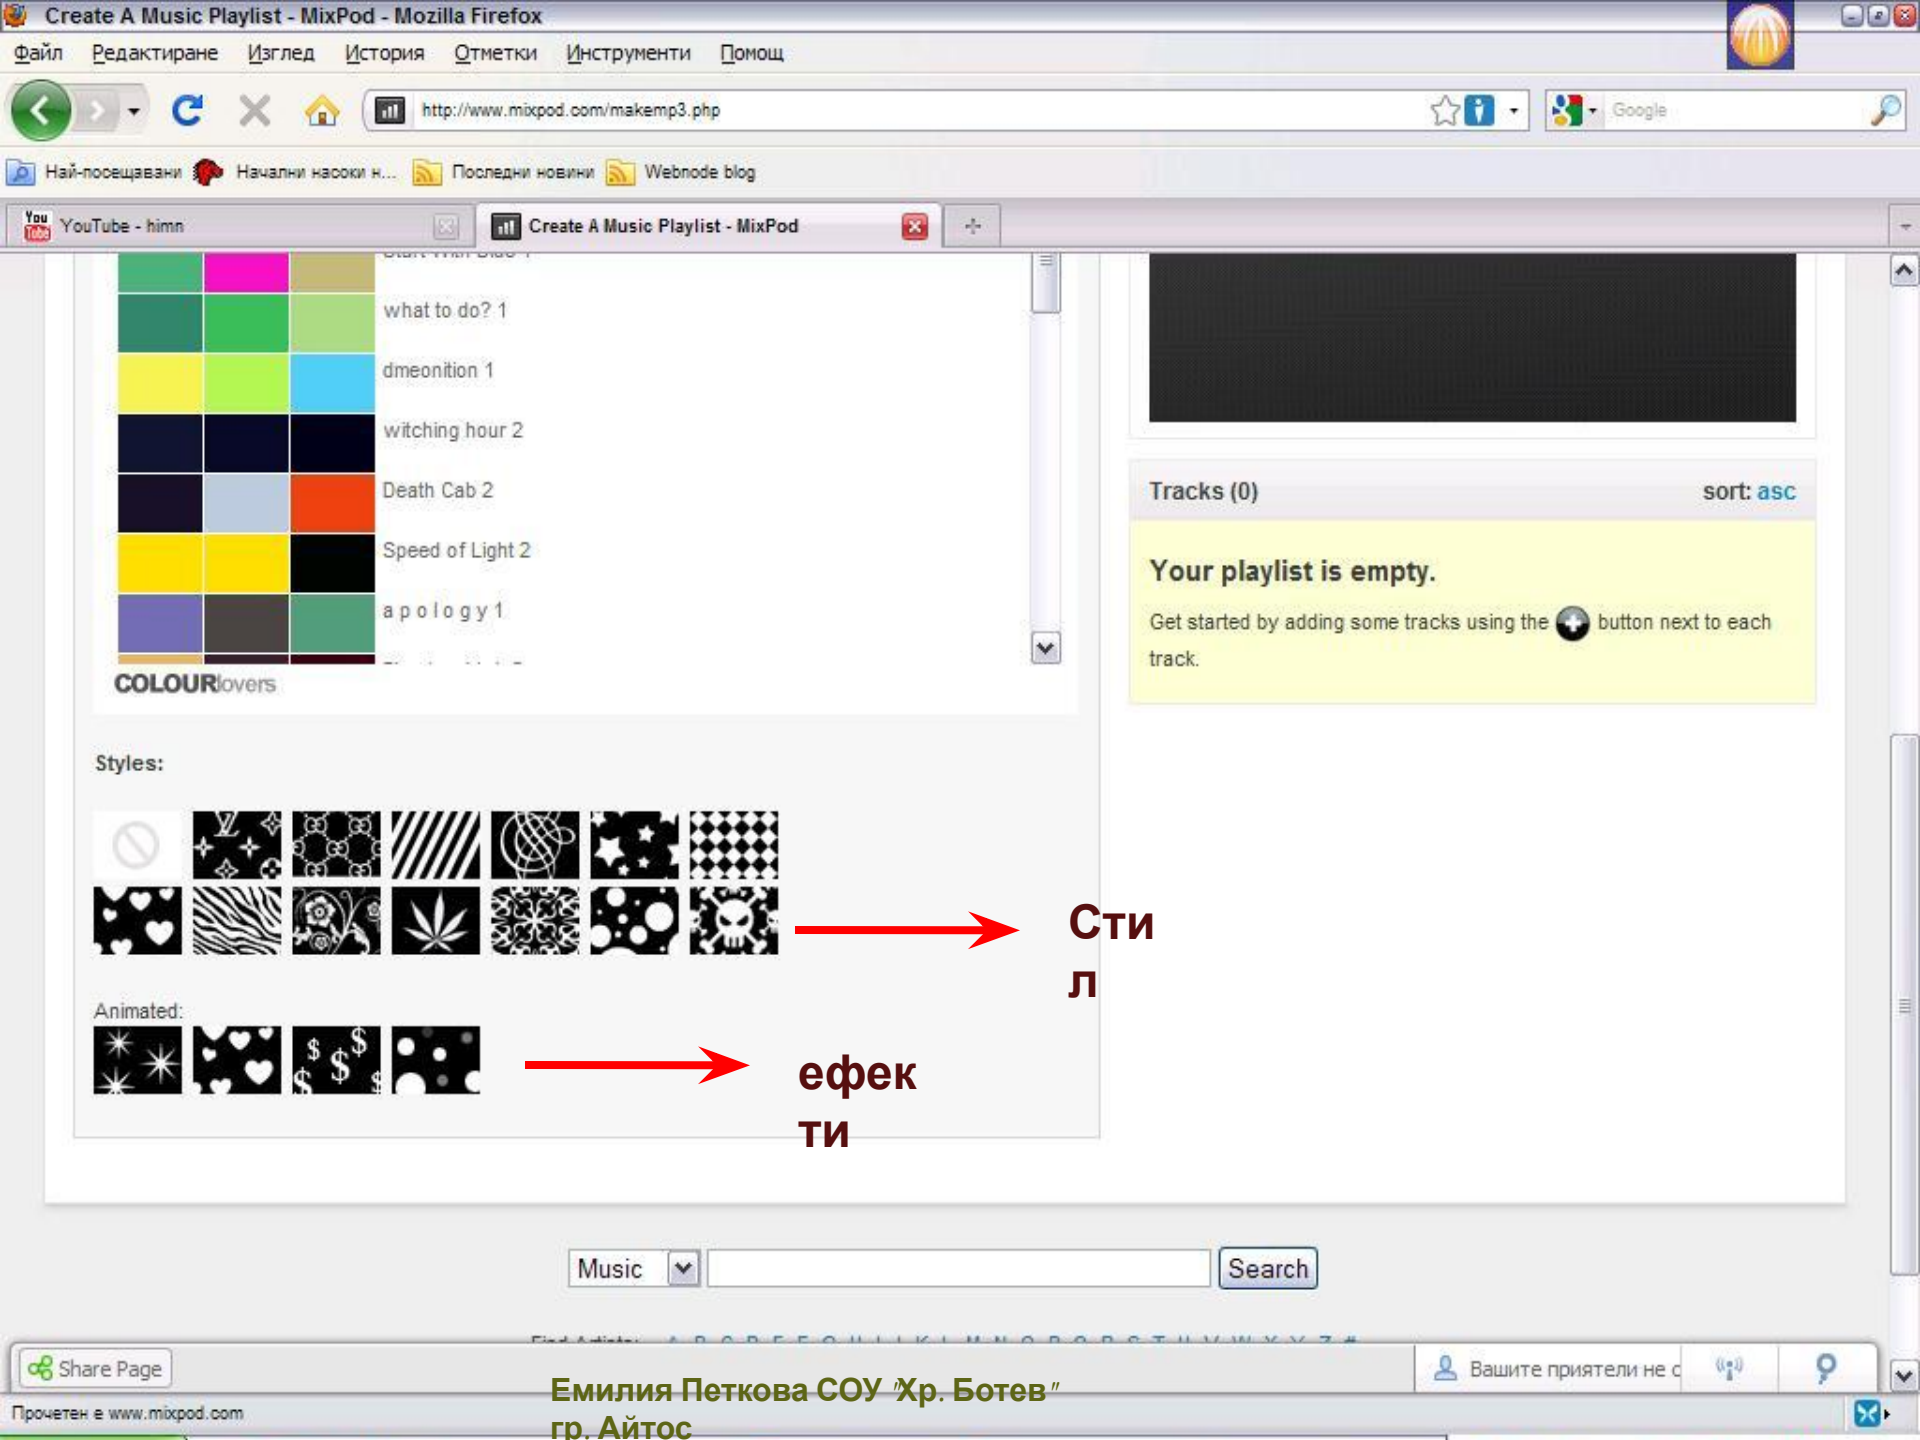 Create A Music Playlist - MixPod - Mozilla Firefox
Файл Редактиране Изглед История Отметки Инструменти Помощ
http://www.mixpod.com/makemp3.php
Google
Най-посещавани Начални насоки н... Последни новини Webnode blog
You Tube YouTube - himn Create A Music Playlist - MixPod
what to do? 1
dmeonition 1
witching hour 2
Death Cab 2
Speed of Light 2
a p o l o g y 1
COLOURlovers
Tracks (0) sort: asc
Your playlist is empty.
Get started by adding some tracks using the button next to each
track.
Styles:
Сти
л
Animated:
ефек
ти
Music Search
Share Page
Вашите приятели не с
Емилия Петкова СОУ "Хр. Ботев"
гр. Айтос
Прочетен е www.mixpod.com